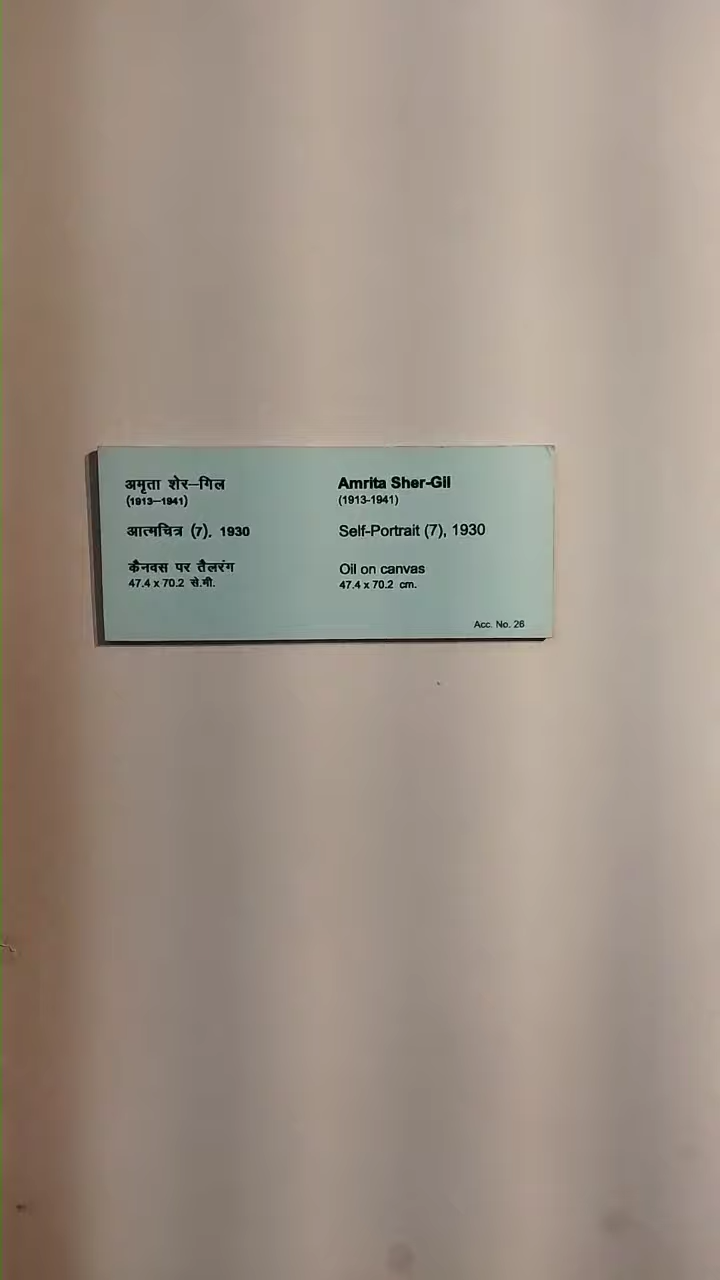 अमृता शेर–गिल
(1913–1941)
आत्मचित्र (7), 1930
कैनवस पर तैलरंग
47.4 x 70.2 से.मी.
Amrita Sher-Gil
(1913-1941)
Self-Portrait (7), 1930
Oil on canvas
47.4 x 70.2 cm.
Acc. No. 26